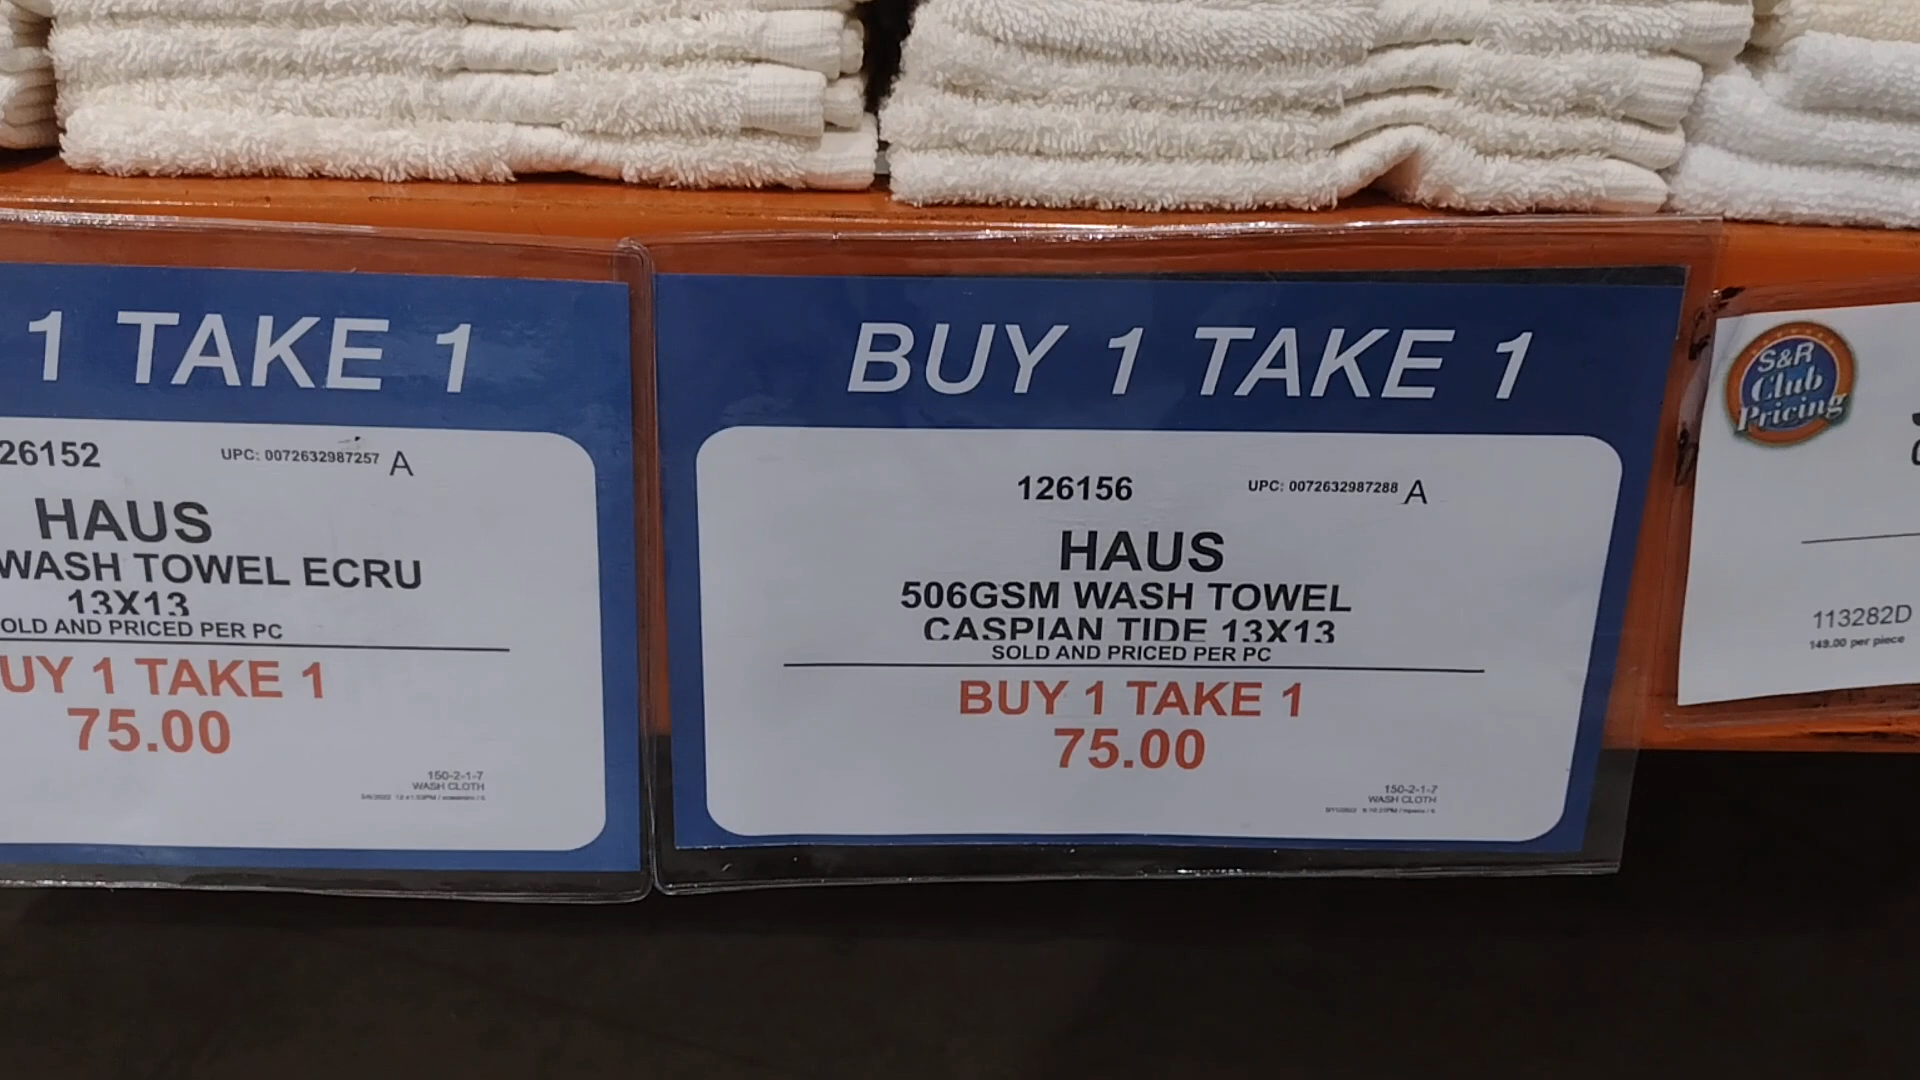 1 TAKE 1
26152
UPC: 0072632987257 A
HAUS
WASH TOWEL ECRU
13X13
OLD AND PRICED PER PC
UY 1 TAKE 1
75.00
150-2-1-7
WASH CLOTH
BUY 1 TAKE 1
126156
UPC: 0072632987288 A
HAUS
506GSM WASH TOWEL
CASPIAN TIDE 13X13
SOLD AND PRICED PER PC
BUY 1 TAKE 1
75.00
150-2-1-7
WASH CLOTH
S&R
Club
Pricing
113282D
149.00 per piece